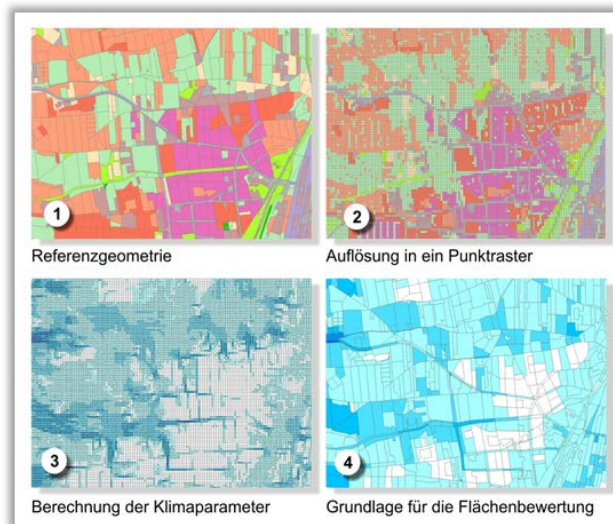 1
2
Referenzgeometrie
Auflösung in ein Punktraster
3
4
Berechnung der Klimaparameter
Grundlage für die Flächenbewertung